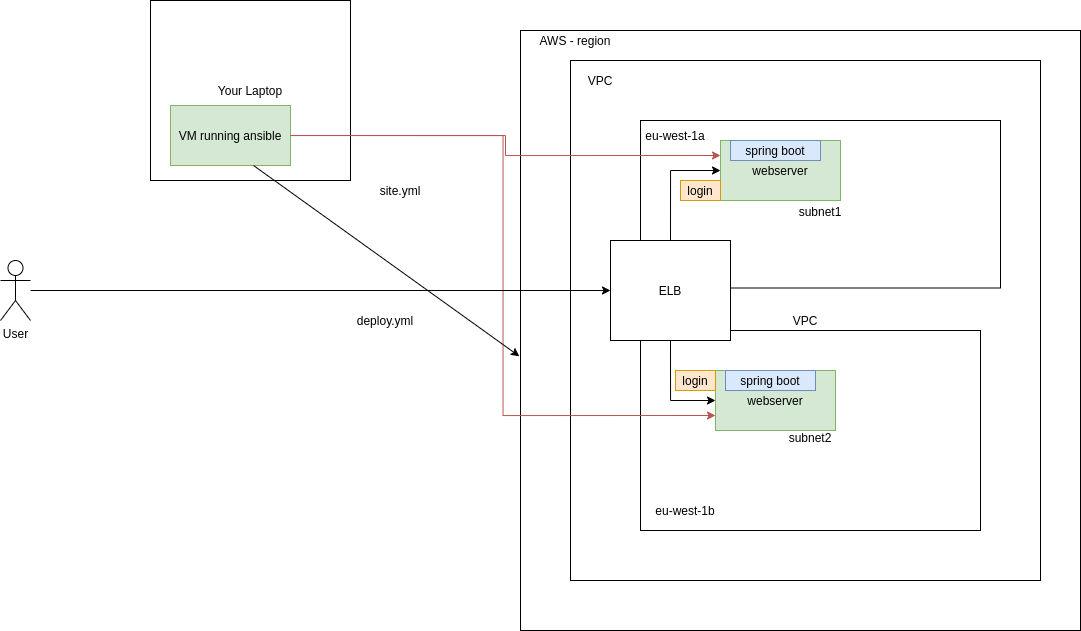 AWS - region
VPC
Your Laptop
VM running ansible
eu-west-1a
spring boot
webserver
login
subnet1
site.yml
ELB
User
deploy.yml
VPC
login
spring boot
webserver
subnet2
eu-west-1b